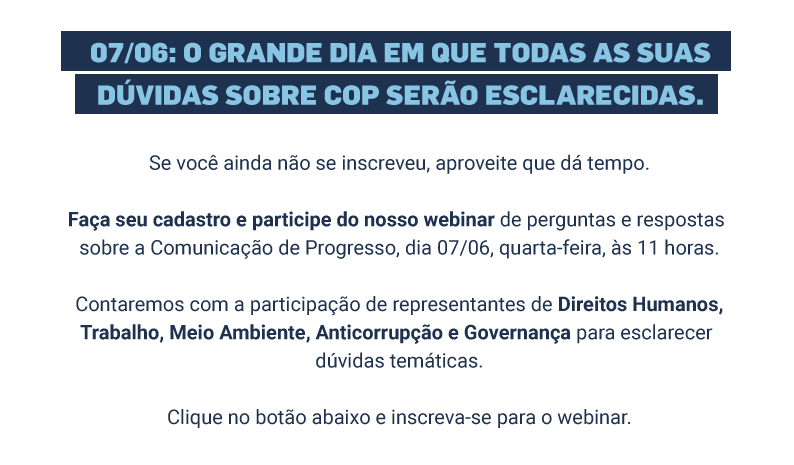 07/06: O GRANDE DIA EM QUE TODAS AS SUAS
DÚVIDAS SOBRE COP SERÃO ESCLARECIDAS.
Se você ainda não se inscreveu, aproveite que dá tempo.
Faça seu cadastro e participe do nosso webinar de perguntas e respostas
sobre a Comunicação de Progresso, dia 07/06, quarta-feira, às 11 horas.
Contaremos com a participação de representantes de Direitos Humanos,
Trabalho, Meio Ambiente, Anticorrupção e Governança para esclarecer
dúvidas temáticas.
Clique no botão abaixo e inscreva-se para o webinar.